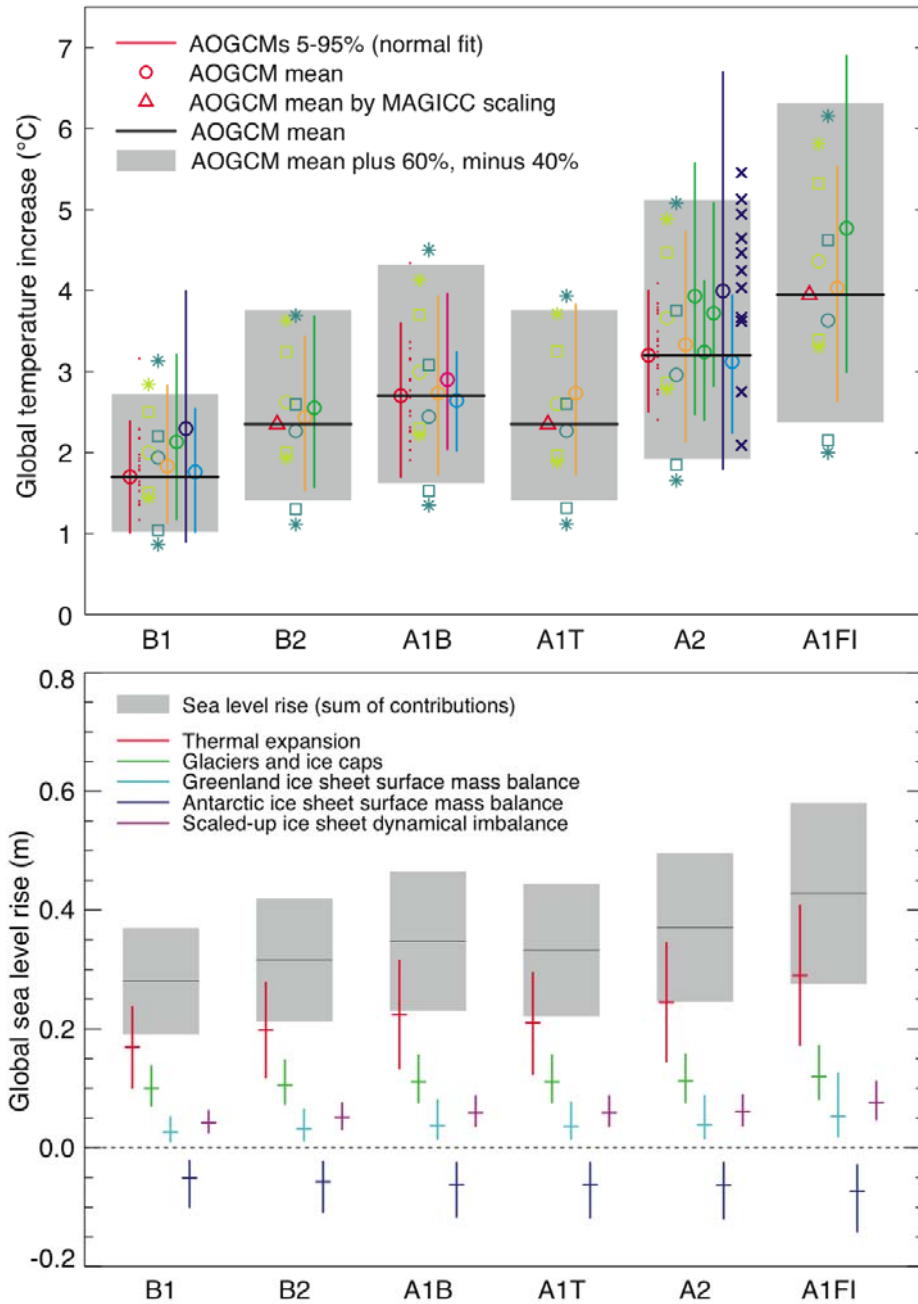 7
6
5
4
3
2
1
0
Global temperature increase (°C)
AOGCMs 5-95% (normal fit)
AOGCM mean
AOGCM mean by MAGICC scaling
AOGCM mean
AOGCM mean plus 60%, minus 40%
B1 B2 A1B A1T A2 A1FI
0.8
0.6
0.4
0.2
0.0
-0.2
Global sea level rise (m)
Sea level rise (sum of contributions)
Thermal expansion
Glaciers and ice caps
Greenland ice sheet surface mass balance
Antarctic ice sheet surface mass balance
Scaled-up ice sheet dynamical imbalance
B1 B2 A1B A1T A2 A1FI